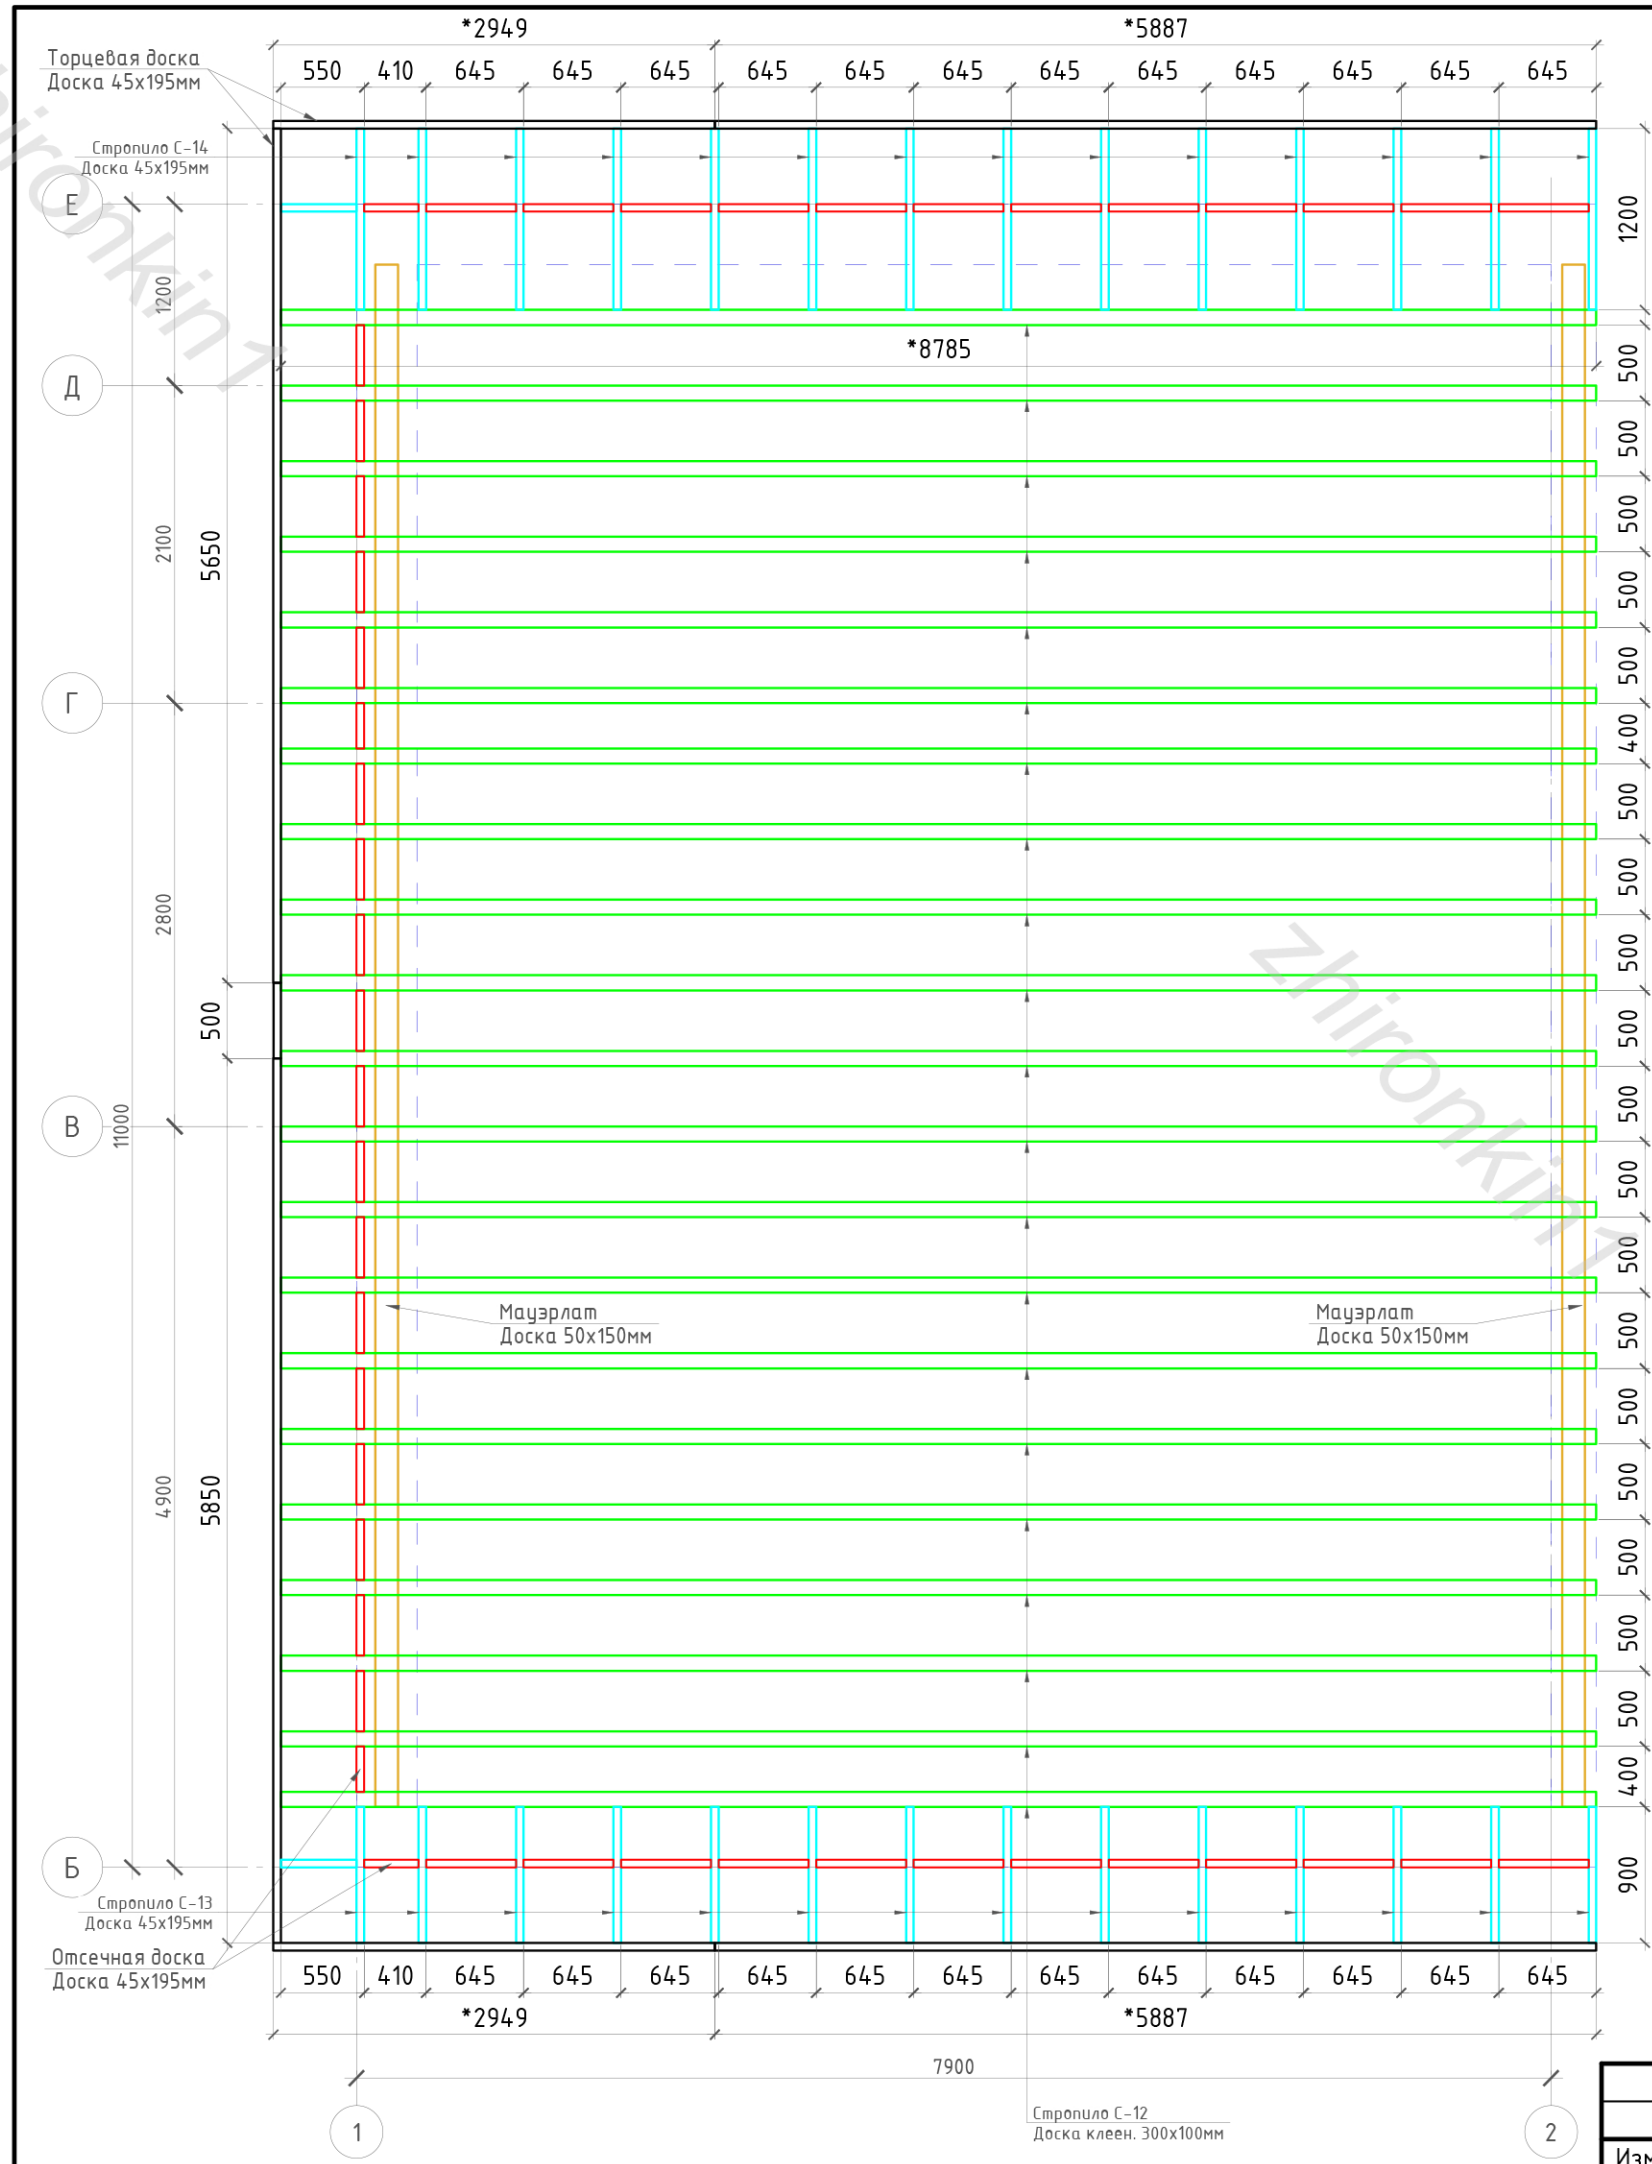 *2949 *5887
Торцевая доска
Доска 45х195мм
550 410 645 645 645 645 645 645 645 645 645 645 645 645
Стропило С-14
Доска 45х195мм
Е
1200
1200
zhironkin1
*8785
500
Д
500
500
2100
5650
500
500
Г
400
500
500
2800
500
500
500
zhironkin1
В
11000
500
500
500
Мауэрлат
Доска 50х150мм
Мауэрлат
Доска 50х150мм
500
500
4900
5850
500
500
500
500
400
Б
900
Стропило С-13
Доска 45х195мм
Отсечная доска
Доска 45х195мм
550 410 645 645 645 645 645 645 645 645 645 645 645 645
*2949 *5887
7900
1
Стропило С-12
Доска клеен. 300х100мм
2
Изм